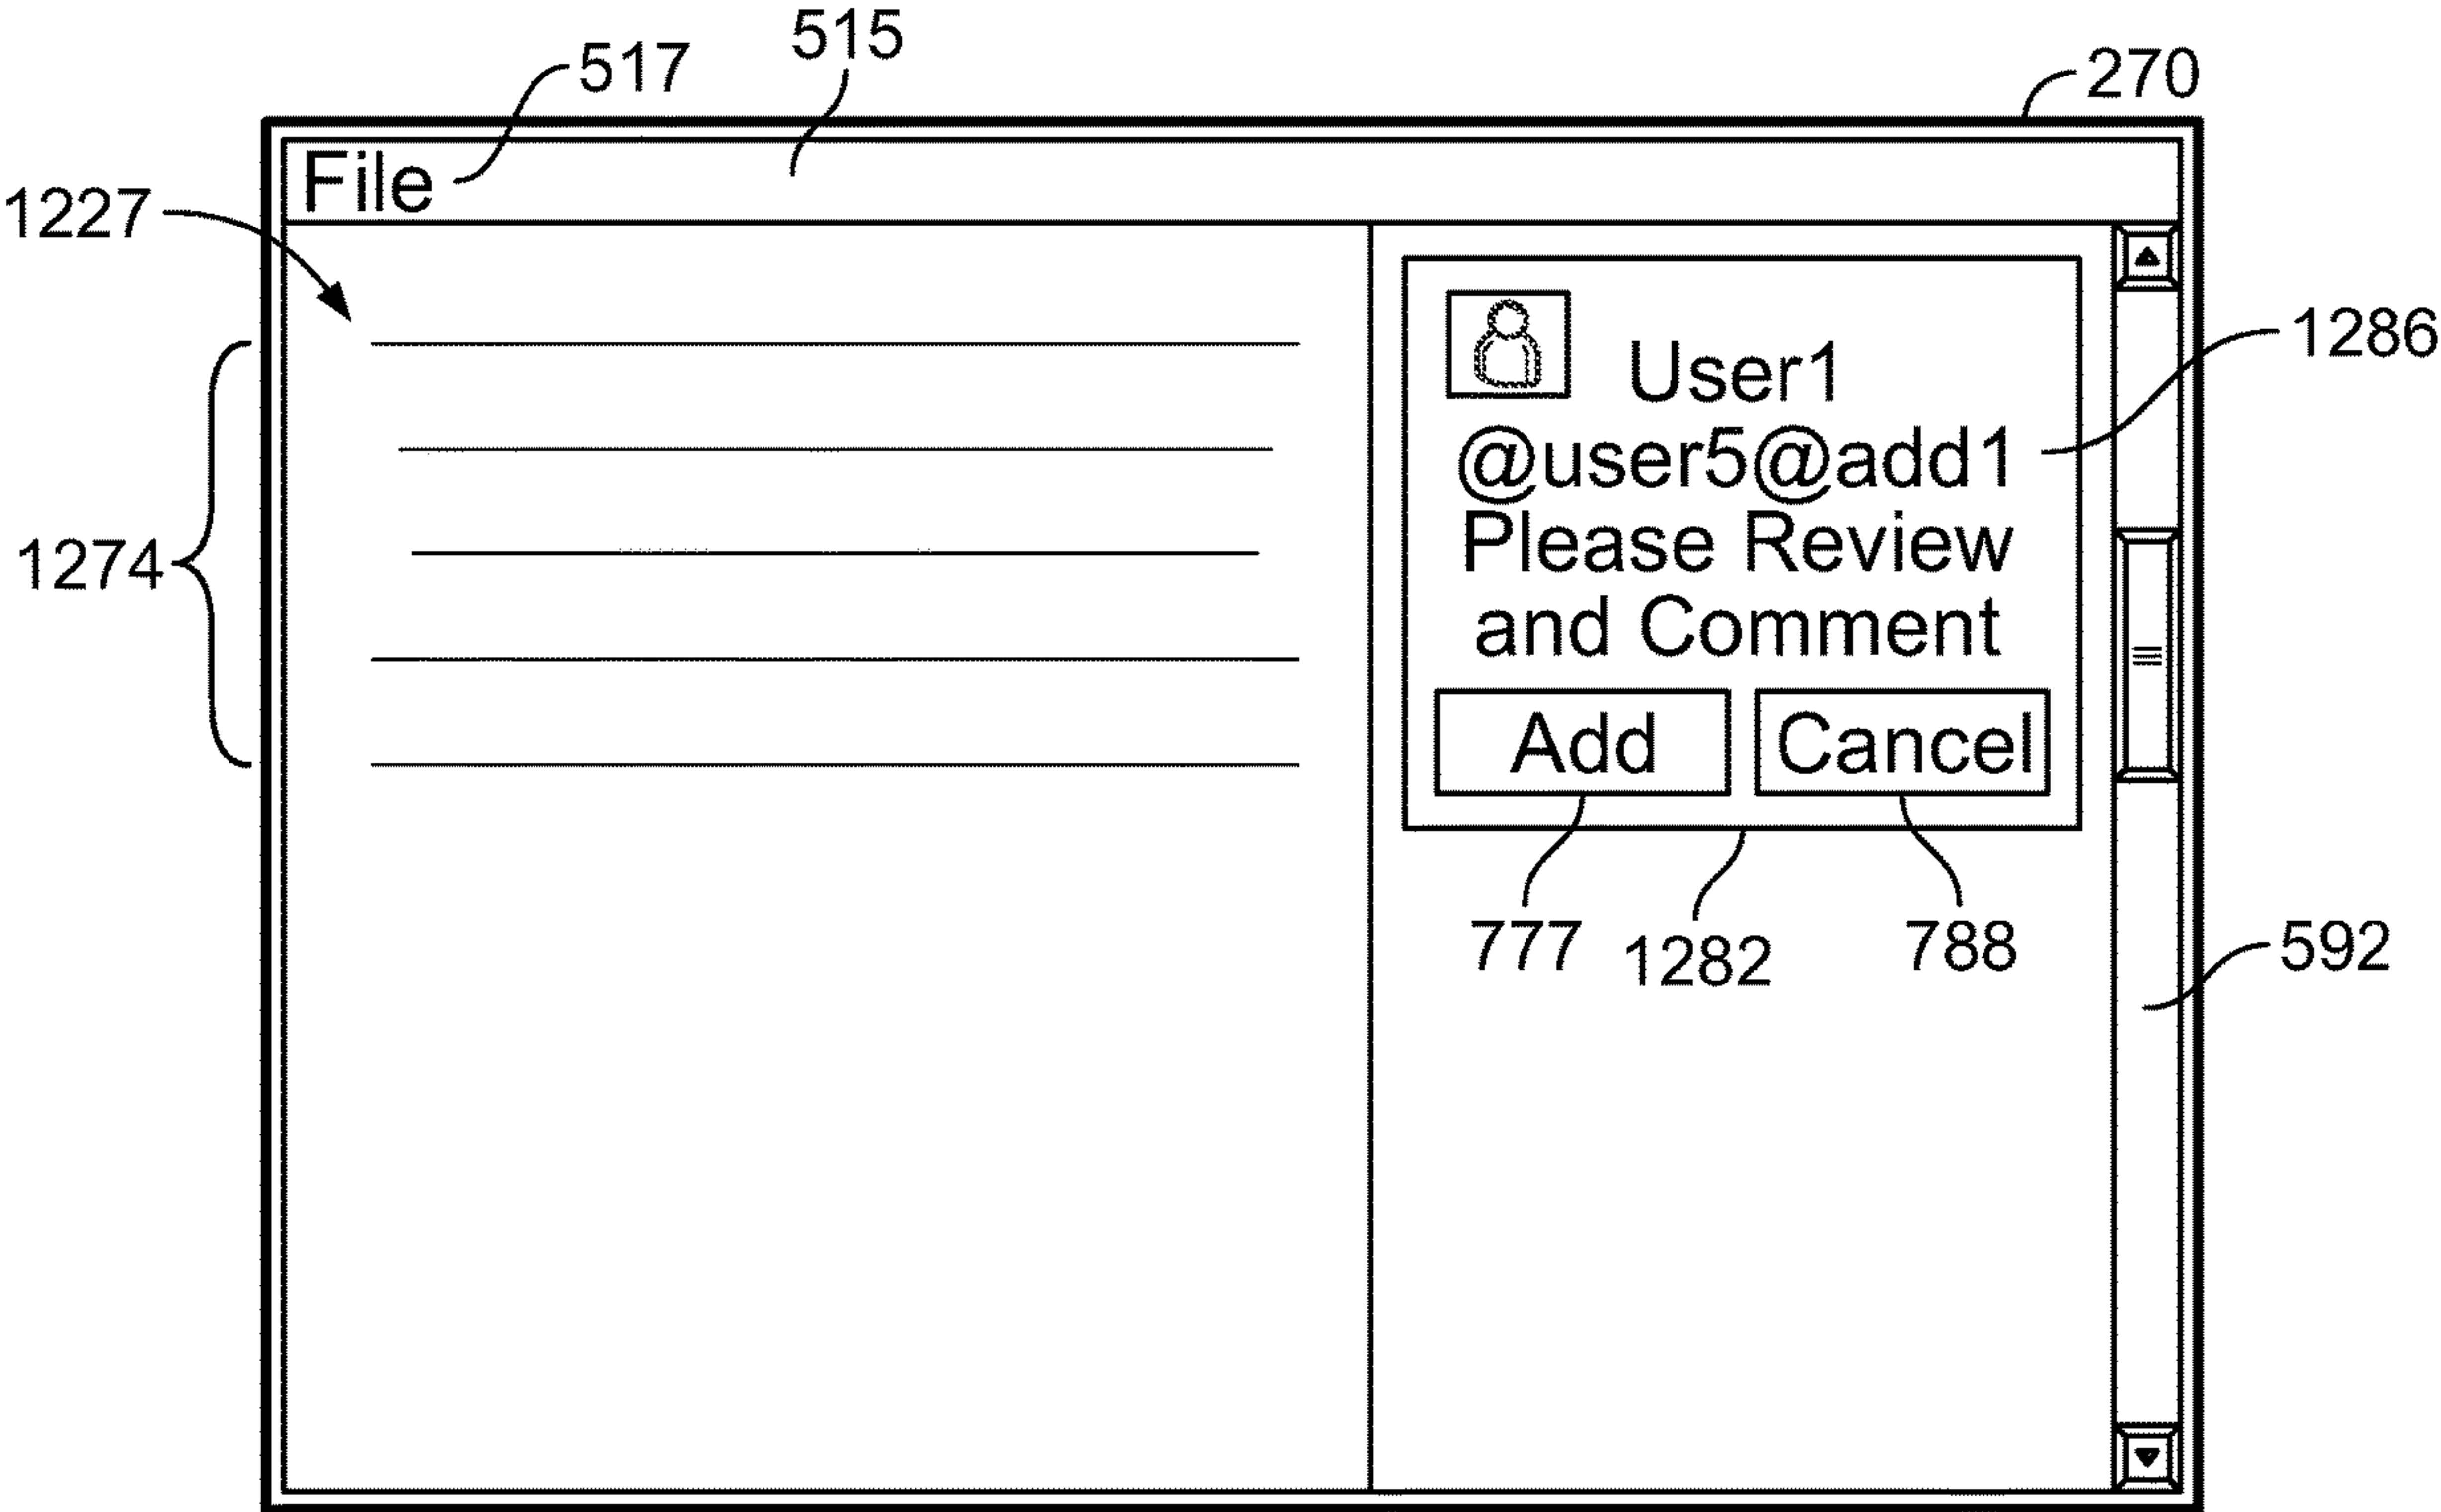 515
517
270
File
1227
1286
User1
@user5@add1
Please Review
and Comment
1274
Add Cancel
777 1282 788
592